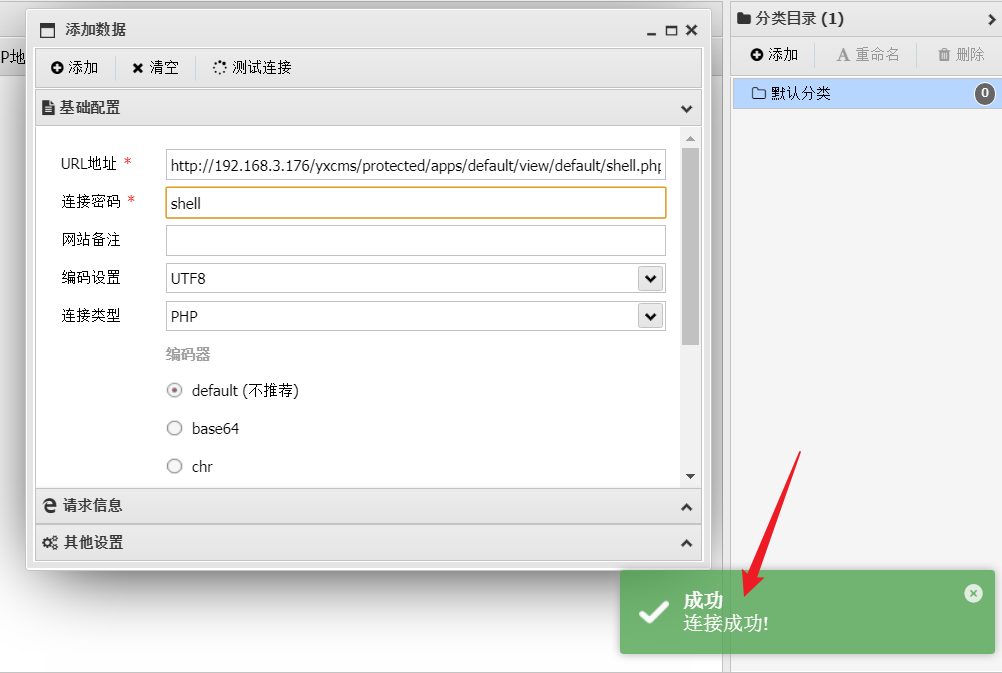 添加数据
添加 清空 测试连接
基础配置
URL地址 * http://192.168.3.176/yxcms/protected/apps/default/view/default/shell.php
连接密码 * shell
网站备注
编码设置 UTF8
连接类型 PHP
编码器
default (不推荐)
base64
chr
请求信息
其他设置
P地
分类目录 (1)
添加 重命名 删除
默认分类 0
成功
连接成功!